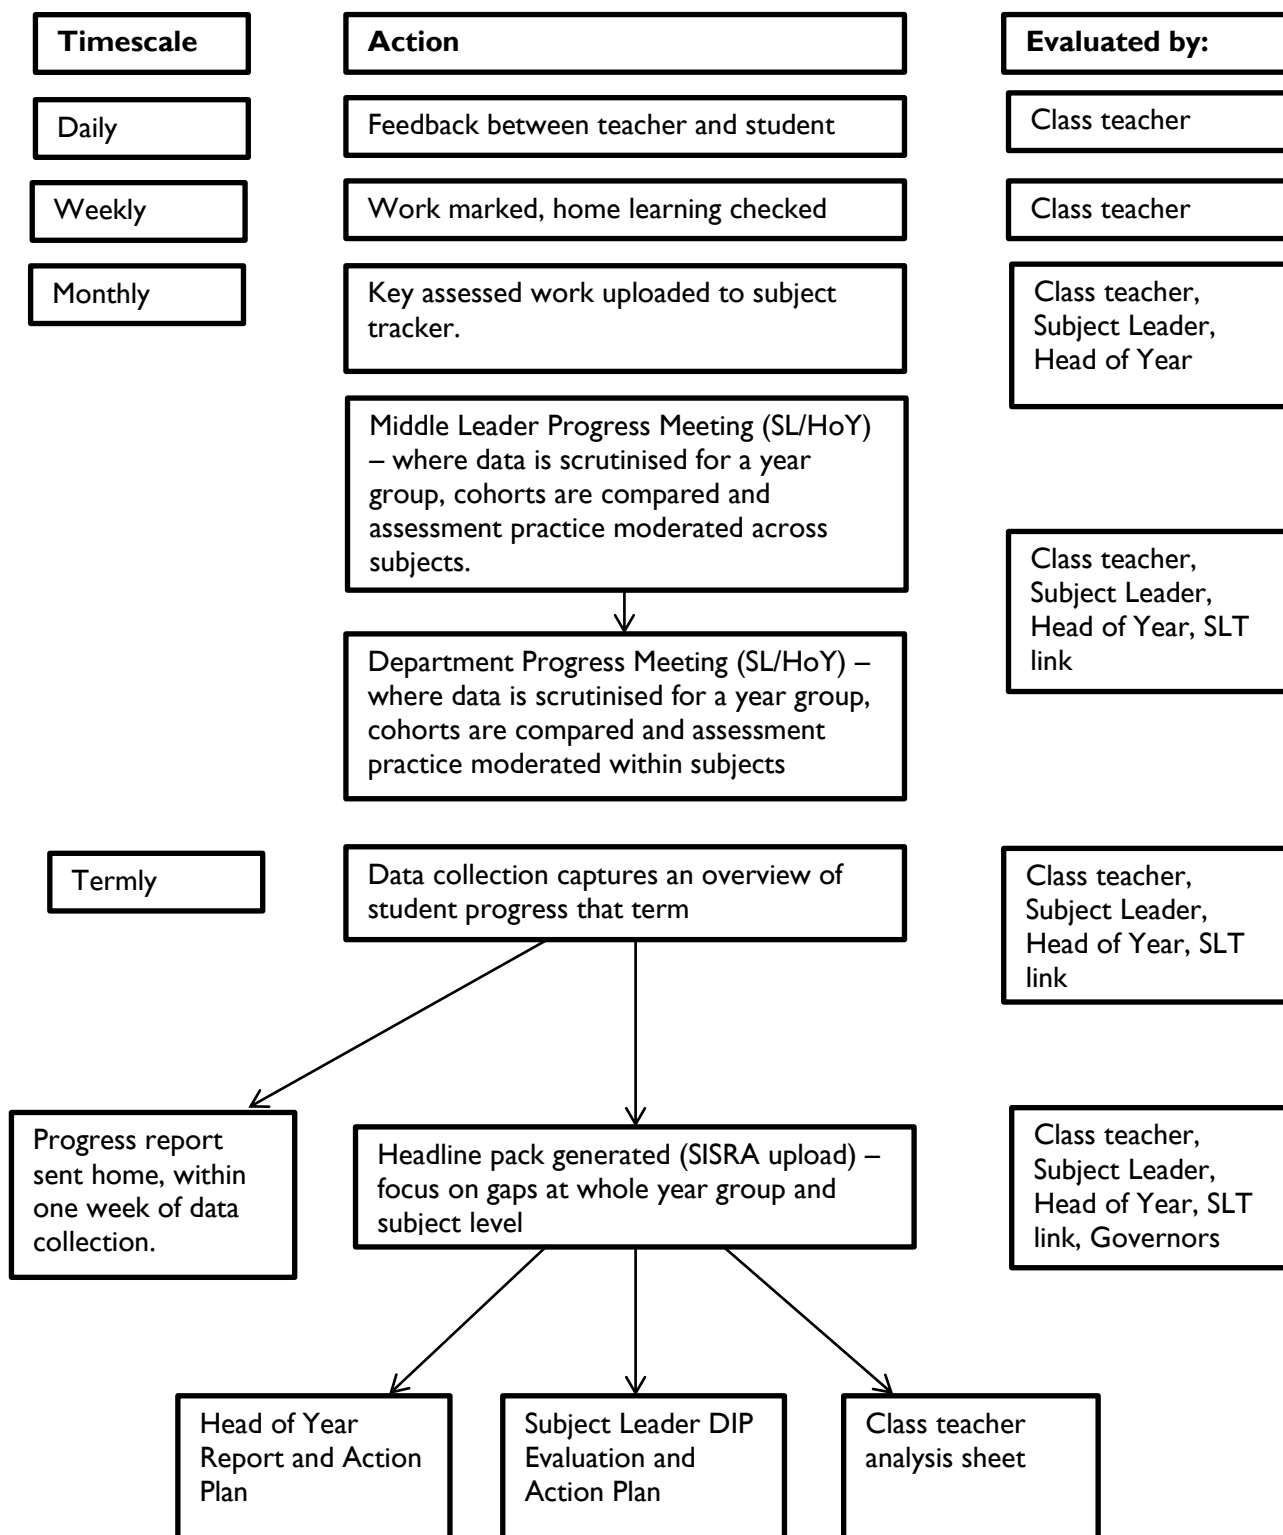 Timescale
Action
Evaluated by:
Daily
Feedback between teacher and student
Class teacher
Weekly
Work marked, home learning checked
Class teacher
Monthly
Key assessed work uploaded to subject
tracker.
Class teacher,
Subject Leader,
Head of Year
Middle Leader Progress Meeting (SL/HoY)
– where data is scrutinised for a year
group, cohorts are compared and
assessment practice moderated across
subjects.
Class teacher,
Subject Leader,
Head of Year, SLT
link
Department Progress Meeting (SL/HoY) –
where data is scrutinised for a year group,
cohorts are compared and assessment
practice moderated within subjects
Termly
Data collection captures an overview of
student progress that term
Class teacher,
Subject Leader,
Head of Year, SLT
link
Progress report
sent home, within
one week of data
collection.
Headline pack generated (SISRA upload) –
focus on gaps at whole year group and
subject level
Class teacher,
Subject Leader,
Head of Year, SLT
link, Governors
Head of Year
Report and Action
Plan
Subject Leader DIP
Evaluation and
Action Plan
Class teacher
analysis sheet